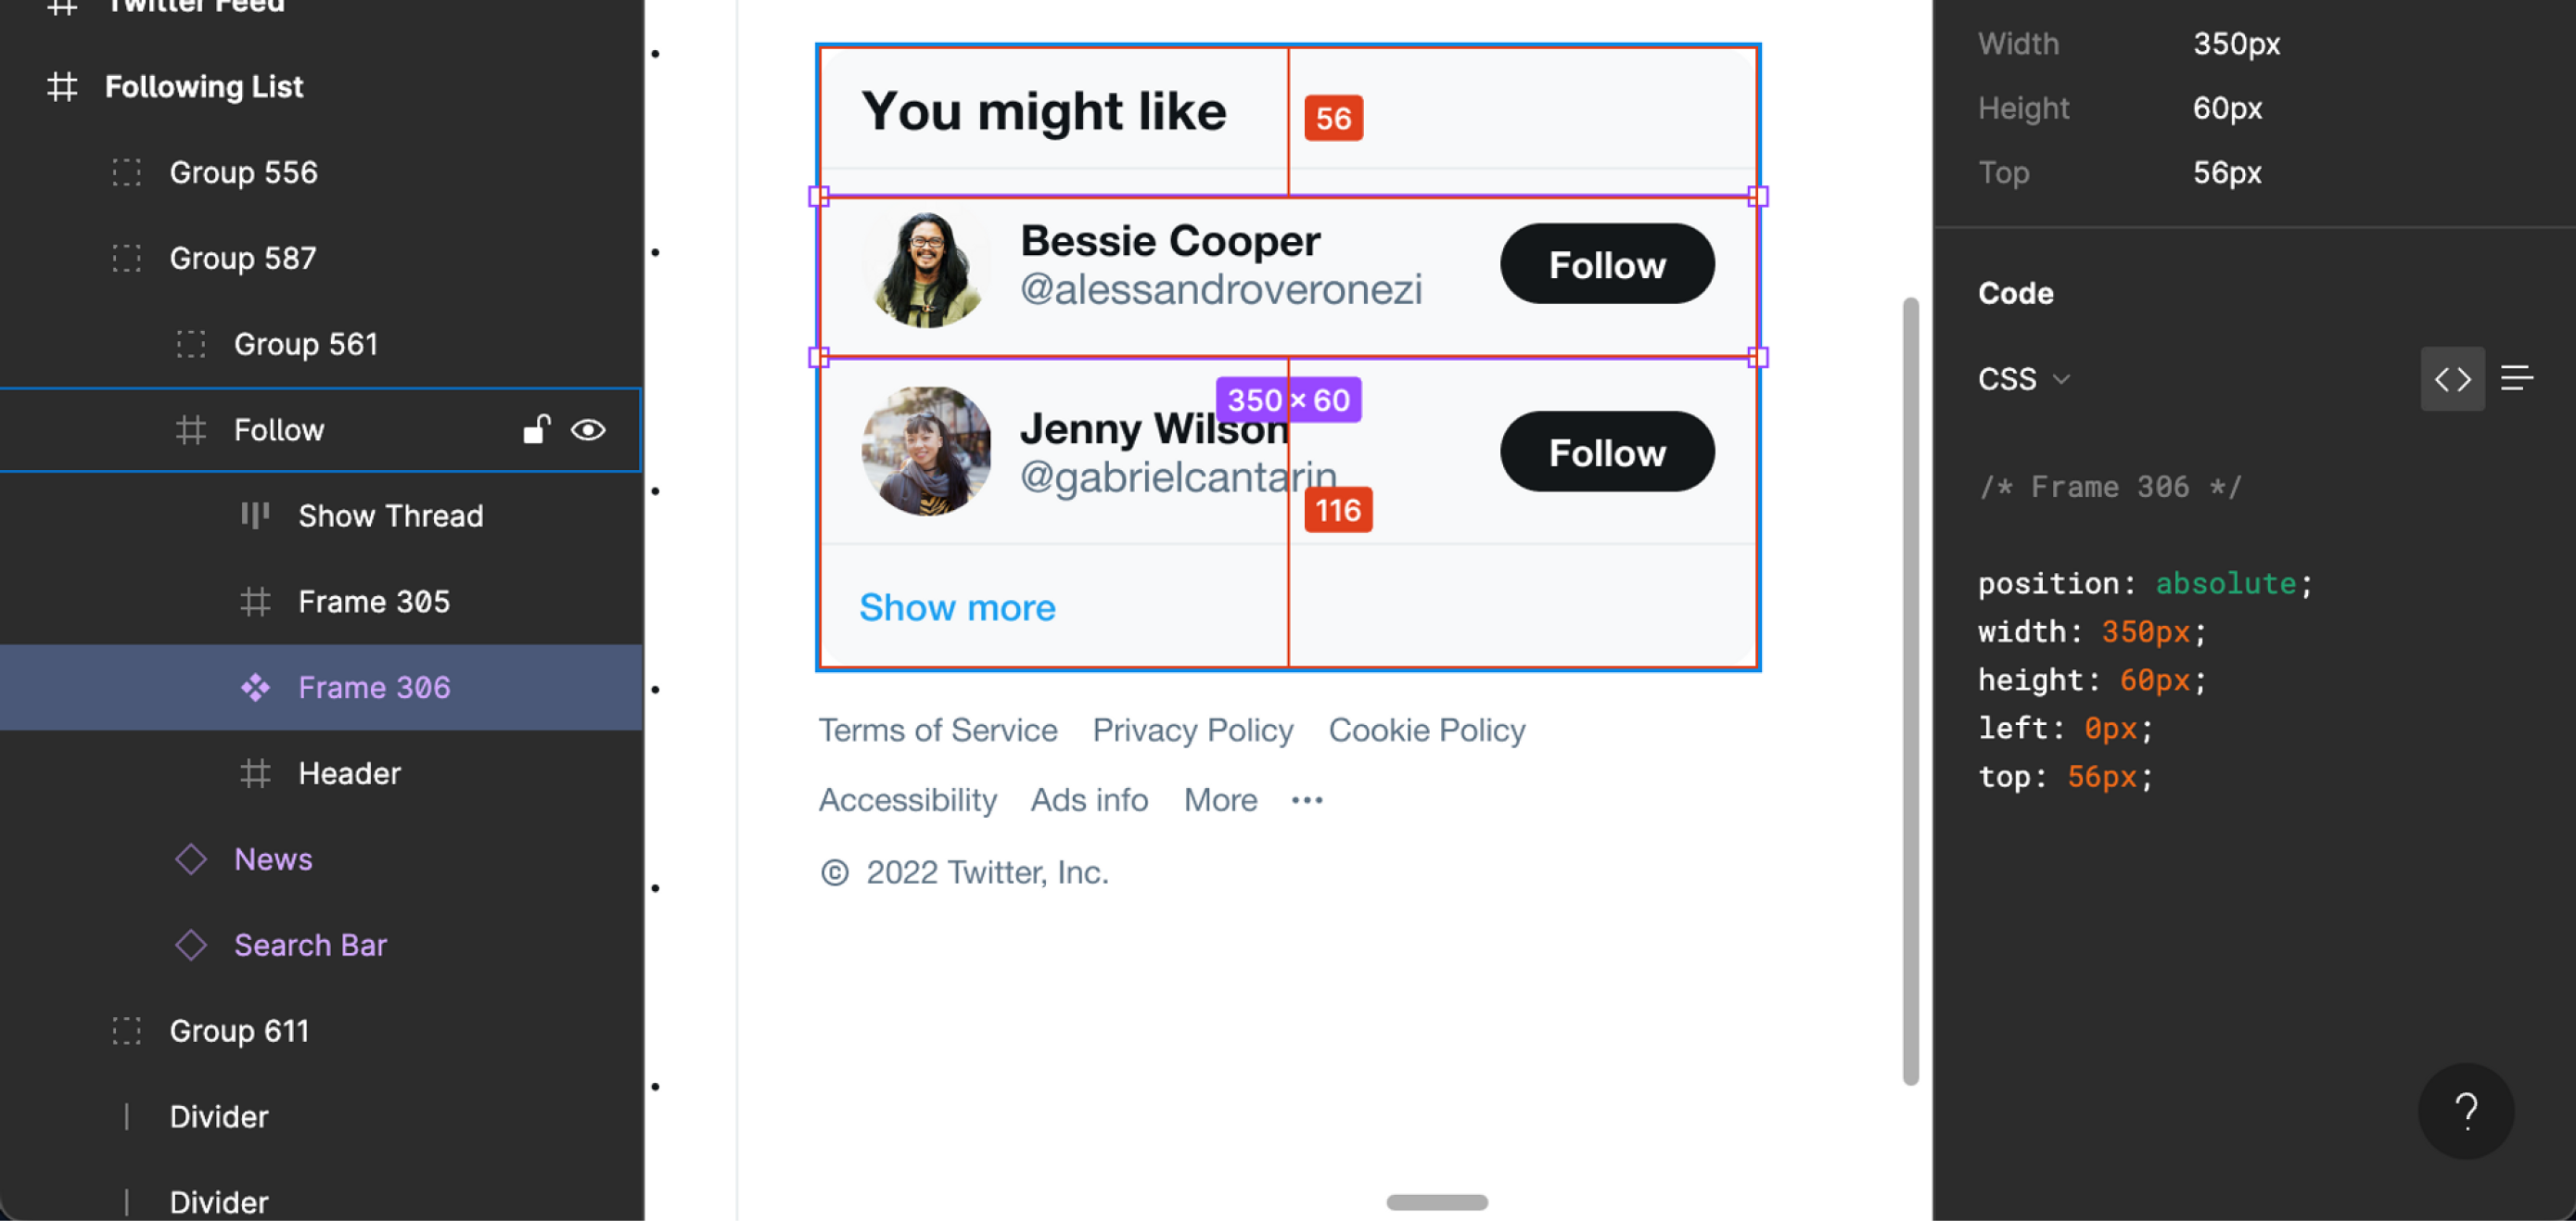 Twitter Feed
Following List
Group 556
Group 587
Group 561
Follow
Show Thread
Frame 305
Frame 306
Header
News
Search Bar
Group 611
Divider
Divider
You might like
56
Bessie Cooper
@alessandroveronezi
Follow
350 × 60
Jenny Wilson
@gabrielcantarin
Follow
116
Show more
Terms of Service Privacy Policy Cookie Policy
Accessibility Ads info More ...
© 2022 Twitter, Inc.
Width 350px
Height 60px
Top 56px
Code
CSS
/* Frame 306 */
position: absolute;
width: 350px;
height: 60px;
left: 0px;
top: 56px;
?